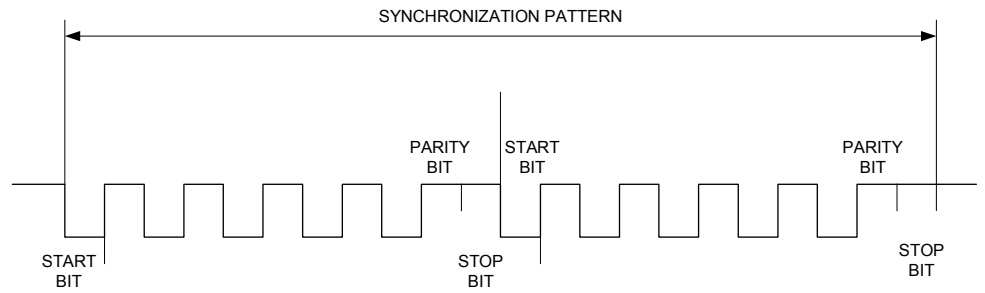 SYNCHRONIZATION PATTERN
PARITY
BIT
START
BIT
PARITY
BIT
START
BIT
STOP
BIT
STOP
BIT